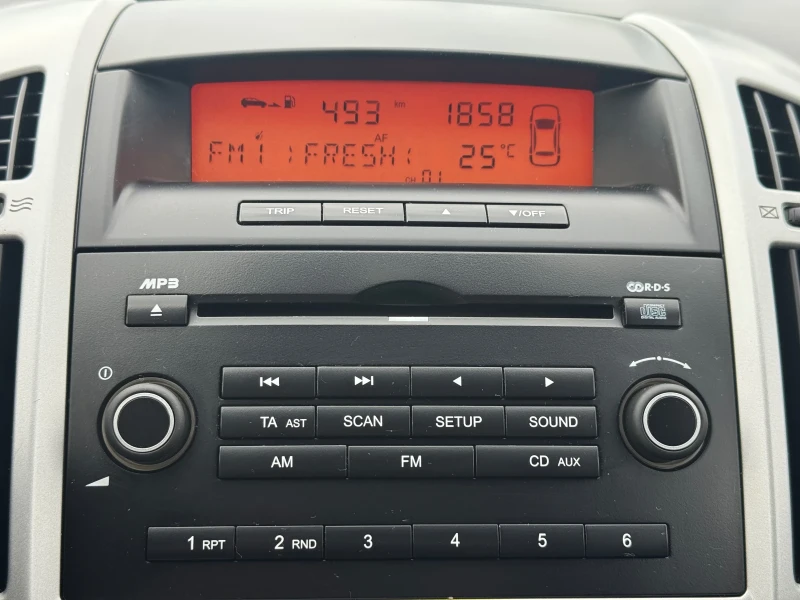 493 km 1858
AF
FM1 :FRESH: 25°C
CH 01
TRIP RESET ▲ ▼/OFF
MP3 R·D·S
disc
TA AST SCAN SETUP SOUND
AM FM CD AUX
1 RPT 2 RND 3 4 5 6